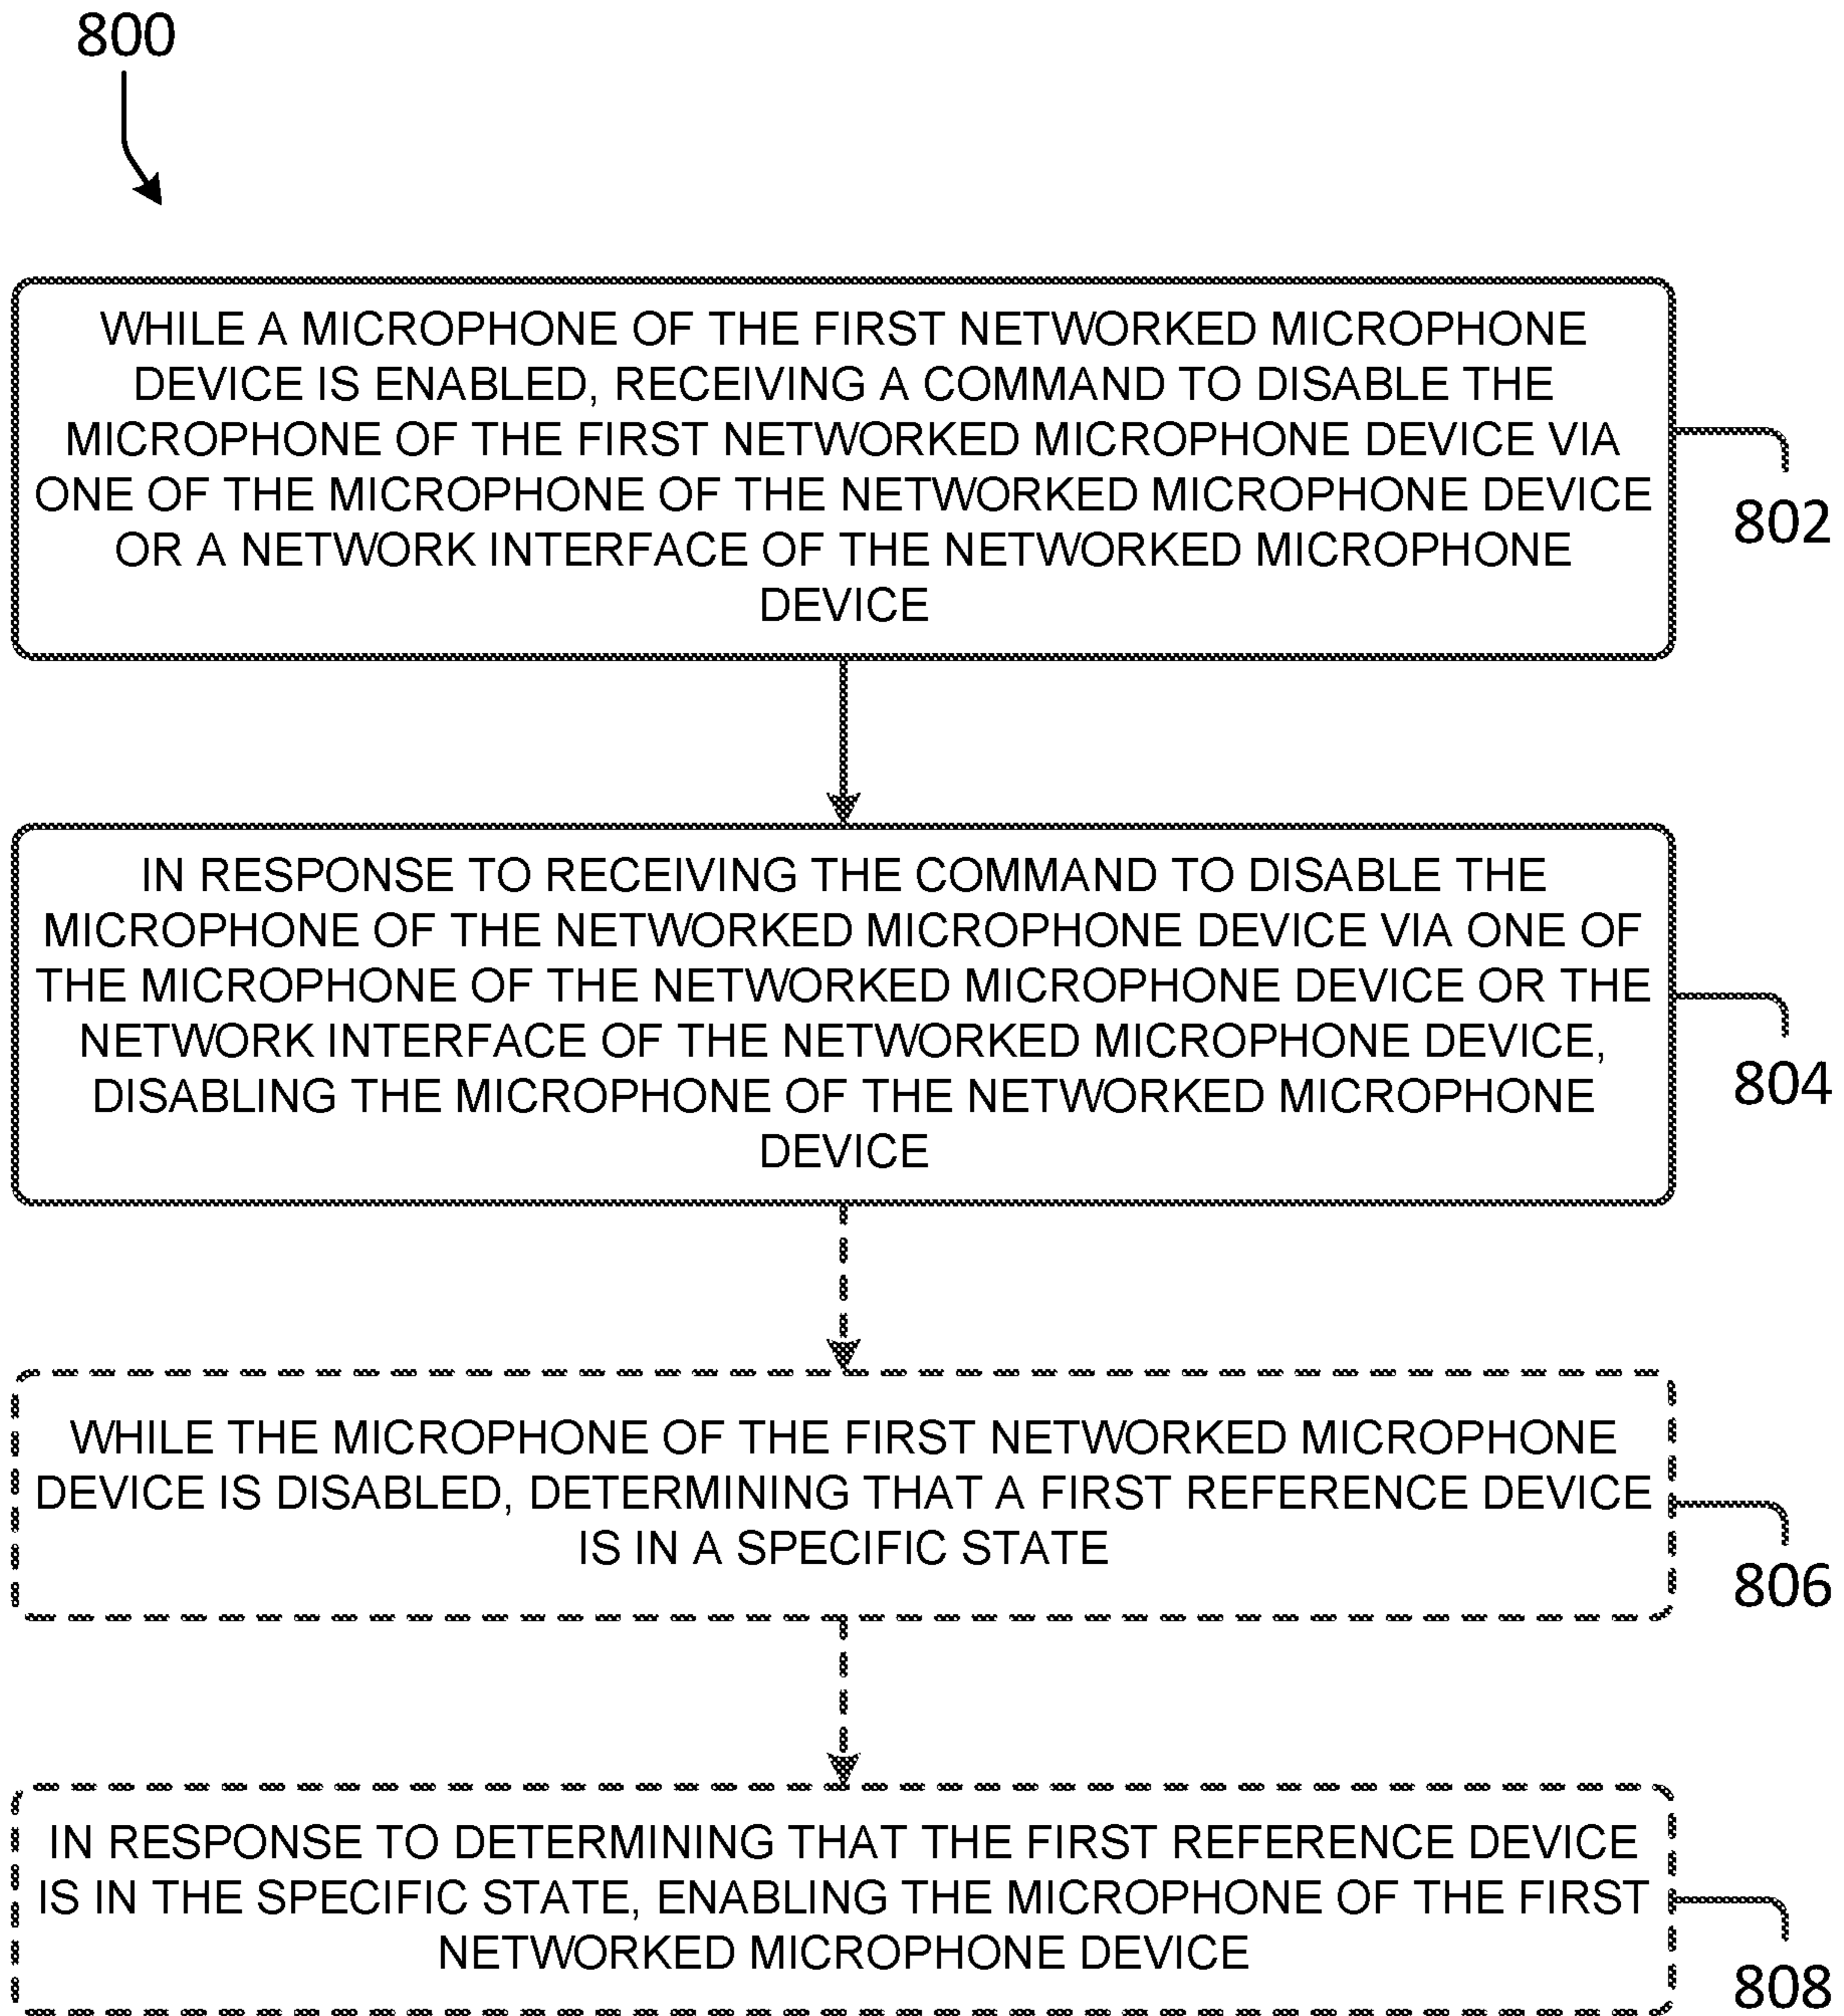 800
WHILE A MICROPHONE OF THE FIRST NETWORKED MICROPHONE
DEVICE IS ENABLED, RECEIVING A COMMAND TO DISABLE THE
MICROPHONE OF THE FIRST NETWORKED MICROPHONE DEVICE VIA
ONE OF THE MICROPHONE OF THE NETWORKED MICROPHONE DEVICE
OR A NETWORK INTERFACE OF THE NETWORKED MICROPHONE
DEVICE
802
IN RESPONSE TO RECEIVING THE COMMAND TO DISABLE THE
MICROPHONE OF THE NETWORKED MICROPHONE DEVICE VIA ONE OF
THE MICROPHONE OF THE NETWORKED MICROPHONE DEVICE OR THE
NETWORK INTERFACE OF THE NETWORKED MICROPHONE DEVICE,
DISABLING THE MICROPHONE OF THE NETWORKED MICROPHONE
DEVICE
804
WHILE THE MICROPHONE OF THE FIRST NETWORKED MICROPHONE
DEVICE IS DISABLED, DETERMINING THAT A FIRST REFERENCE DEVICE
IS IN A SPECIFIC STATE
806
IN RESPONSE TO DETERMINING THAT THE FIRST REFERENCE DEVICE
IS IN THE SPECIFIC STATE, ENABLING THE MICROPHONE OF THE FIRST
NETWORKED MICROPHONE DEVICE
808